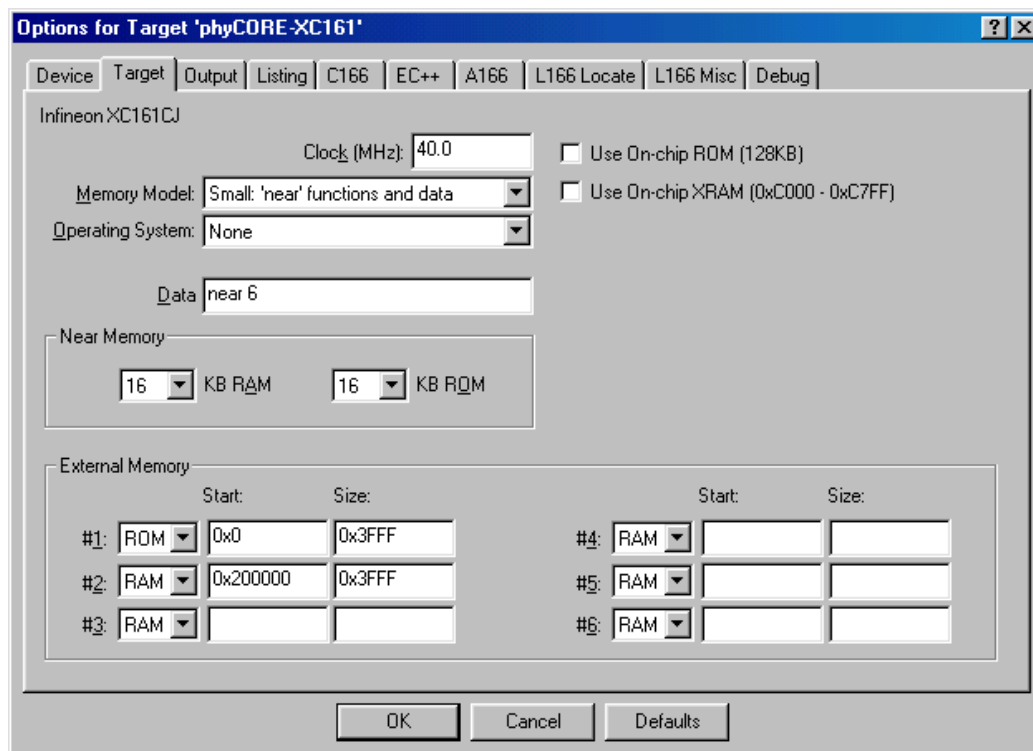 Options for Target 'phyCORE-XC161'
Device Target Output Listing C166 EC++ A166 L166 Locate L166 Misc Debug
Infineon XC161CJ
Clock (MHz): 40.0 Use On-chip ROM (128KB)
Memory Model: Small: 'near' functions and data Use On-chip XRAM (0xC000 - 0xC7FF)
Operating System: None
Data near 6
Near Memory
16 KB RAM 16 KB ROM
External Memory
Start: Size: Start: Size:
#1: ROM 0x0 0x3FFF #4: RAM
#2: RAM 0x200000 0x3FFF #5: RAM
#3: RAM #6: RAM
OK Cancel Defaults